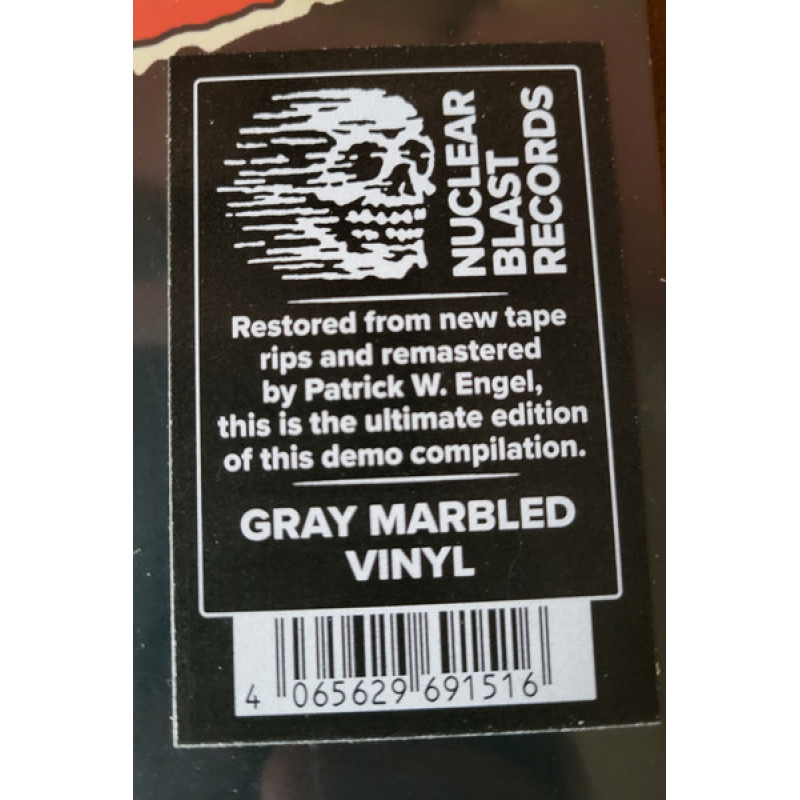 NUCLEAR
BLAST
RECORDS
Restored from new tape
rips and remastered
by Patrick W. Engel,
this is the ultimate edition
of this demo compilation.
GRAY MARBLED
VINYL
4 065629 691516